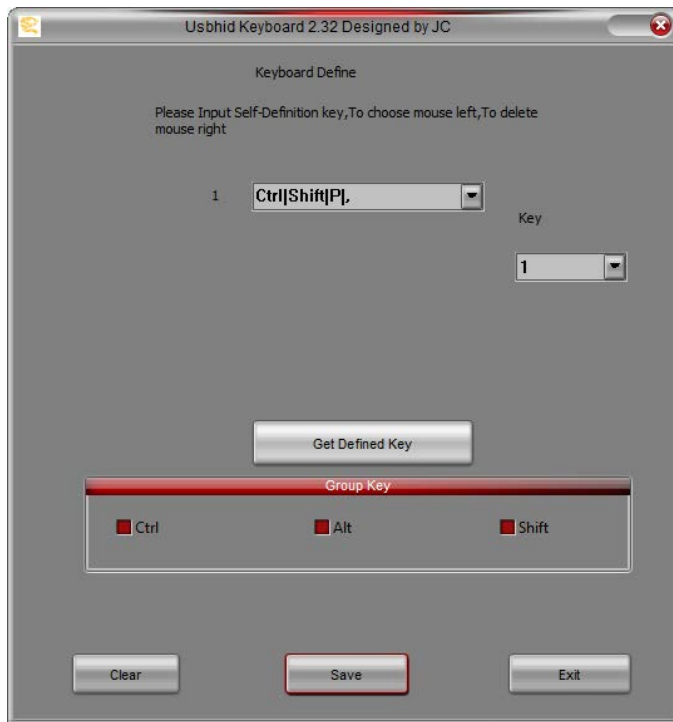 Usbhid Keyboard 2.32 Designed by JC
Keyboard Define
Please Input Self-Definition key,To choose mouse left,To delete
mouse right
1
Ctrl|Shift|P|,
Key
1
Get Defined Key
Group Key
Ctrl
Alt
Shift
Clear
Save
Exit